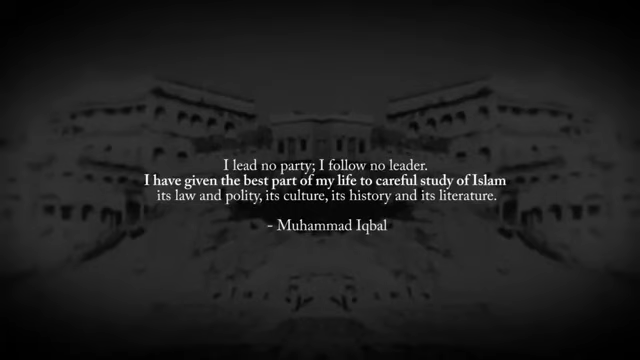 I lead no party; I follow no leader.
I have given the best part of my life to careful study of Islam
its law and polity, its culture, its history and its literature.
- Muhammad Iqbal